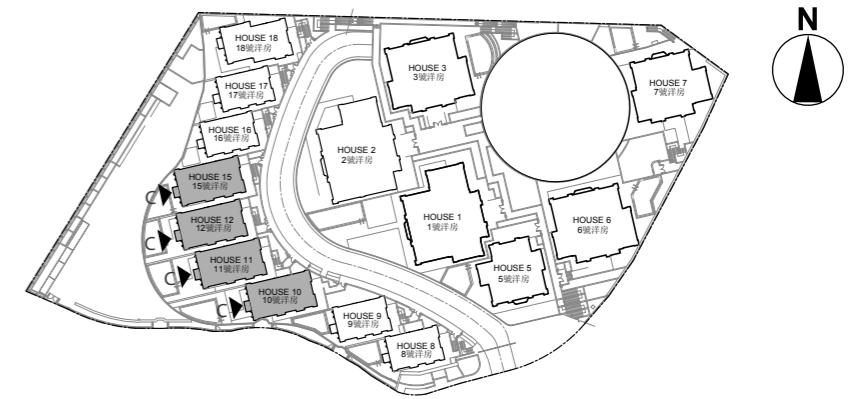 N
HOUSE 18
18號洋房
HOUSE 17
17號洋房
HOUSE 16
16號洋房
HOUSE 15
15號洋房
HOUSE 12
12號洋房
HOUSE 11
11號洋房
HOUSE 10
10號洋房
HOUSE 9
9號洋房
HOUSE 8
8號洋房
HOUSE 3
3號洋房
HOUSE 2
2號洋房
HOUSE 1
1號洋房
HOUSE 5
5號洋房
HOUSE 6
6號洋房
HOUSE 7
7號洋房
C
C
C
C